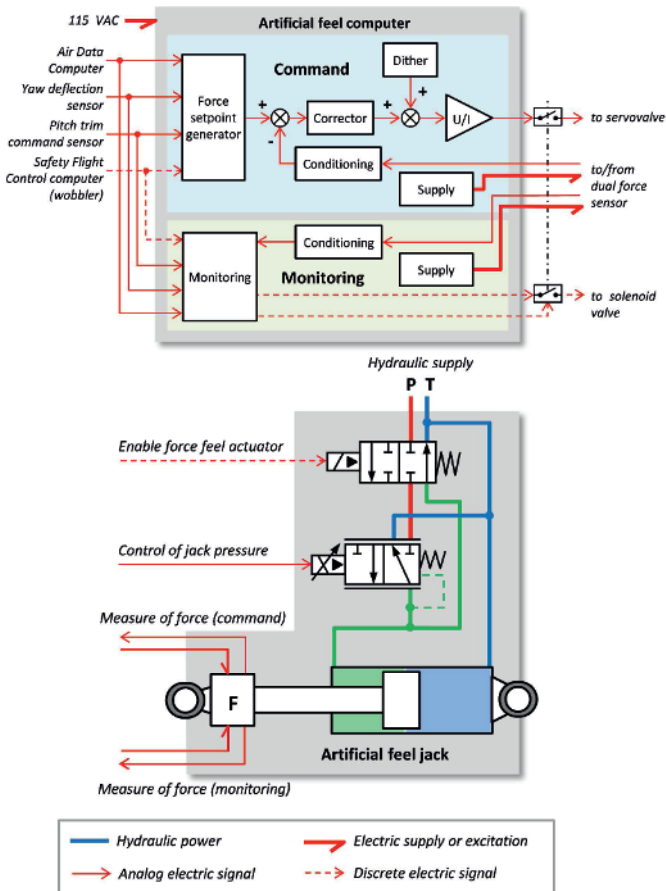 115 VAC
Artificial feel computer
Air Data
Computer
Yaw deflection
sensor
Pitch trim
command sensor
Safety Flight
Control computer
(wobbler)
Command
Force
setpoint
generator
+
-
Corrector
+
Dither
+
U/I
Conditioning
Supply
to servovalve
to/from
dual force
sensor
Monitoring
Conditioning
Supply
Monitoring
to solenoid
valve
Hydraulic supply
P T
Enable force feel actuator
Control of jack pressure
Measure of force (command)
F
Artificial feel jack
Measure of force (monitoring)
Hydraulic power
Electric supply or excitation
Analog electric signal
Discrete electric signal